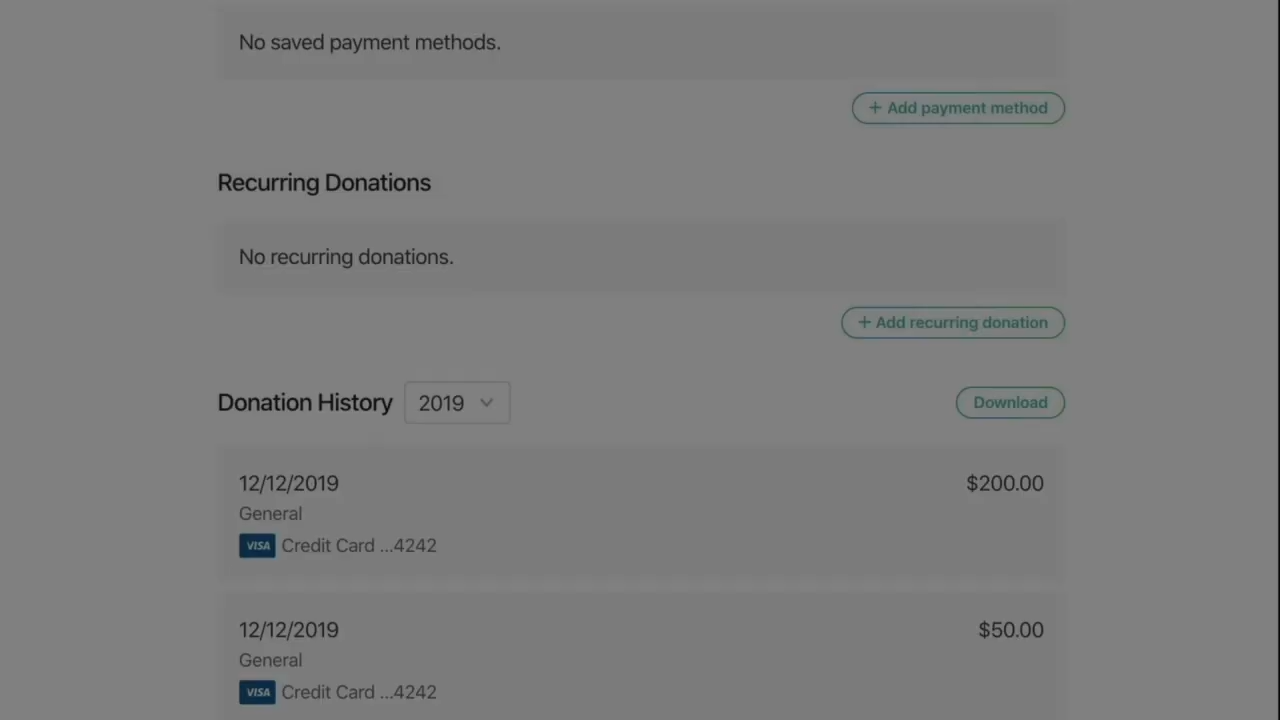 No saved payment methods.
+ Add payment method
Recurring Donations
No recurring donations.
+ Add recurring donation
Donation History 2019 Download
12/12/2019 $200.00
General
VISA Credit Card ...4242
12/12/2019 $50.00
General
VISA Credit Card ...4242